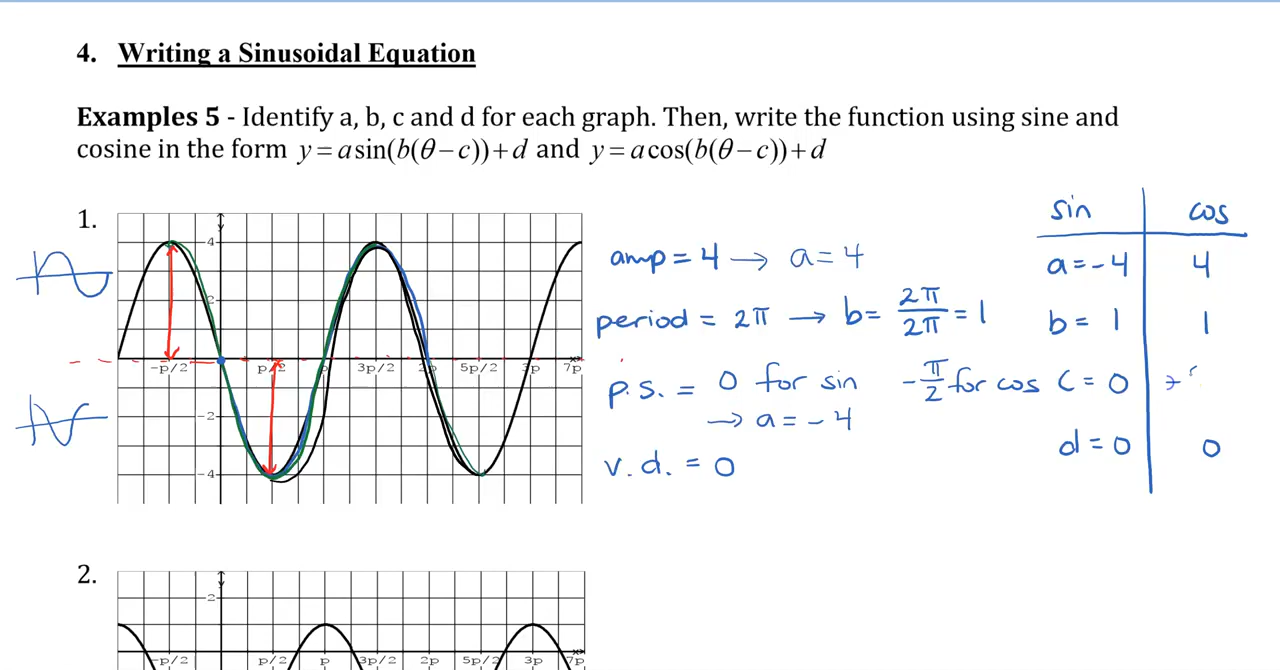 4. Writing a Sinusoidal Equation
Examples 5 - Identify a, b, c and d for each graph. Then, write the function using sine and
cosine in the form y = a sin(b(θ − c)) + d and y = a cos(b(θ − c)) + d
1.
4
2
-p/2 p/2 p 3p/2 2p 5p/2 3p 7p
-2
-4
amp = 4 → a = 4
period = 2π → b = 2π/2π = 1
p.s. = 0 for sin -π/2 for cos
→ a = -4
v.d. = 0
sin cos
a = -4 4
b = 1 1
c = 0
d = 0 0
2.
2
-p/2 p/2 p 3p/2 2p 5p/2 3p 7p